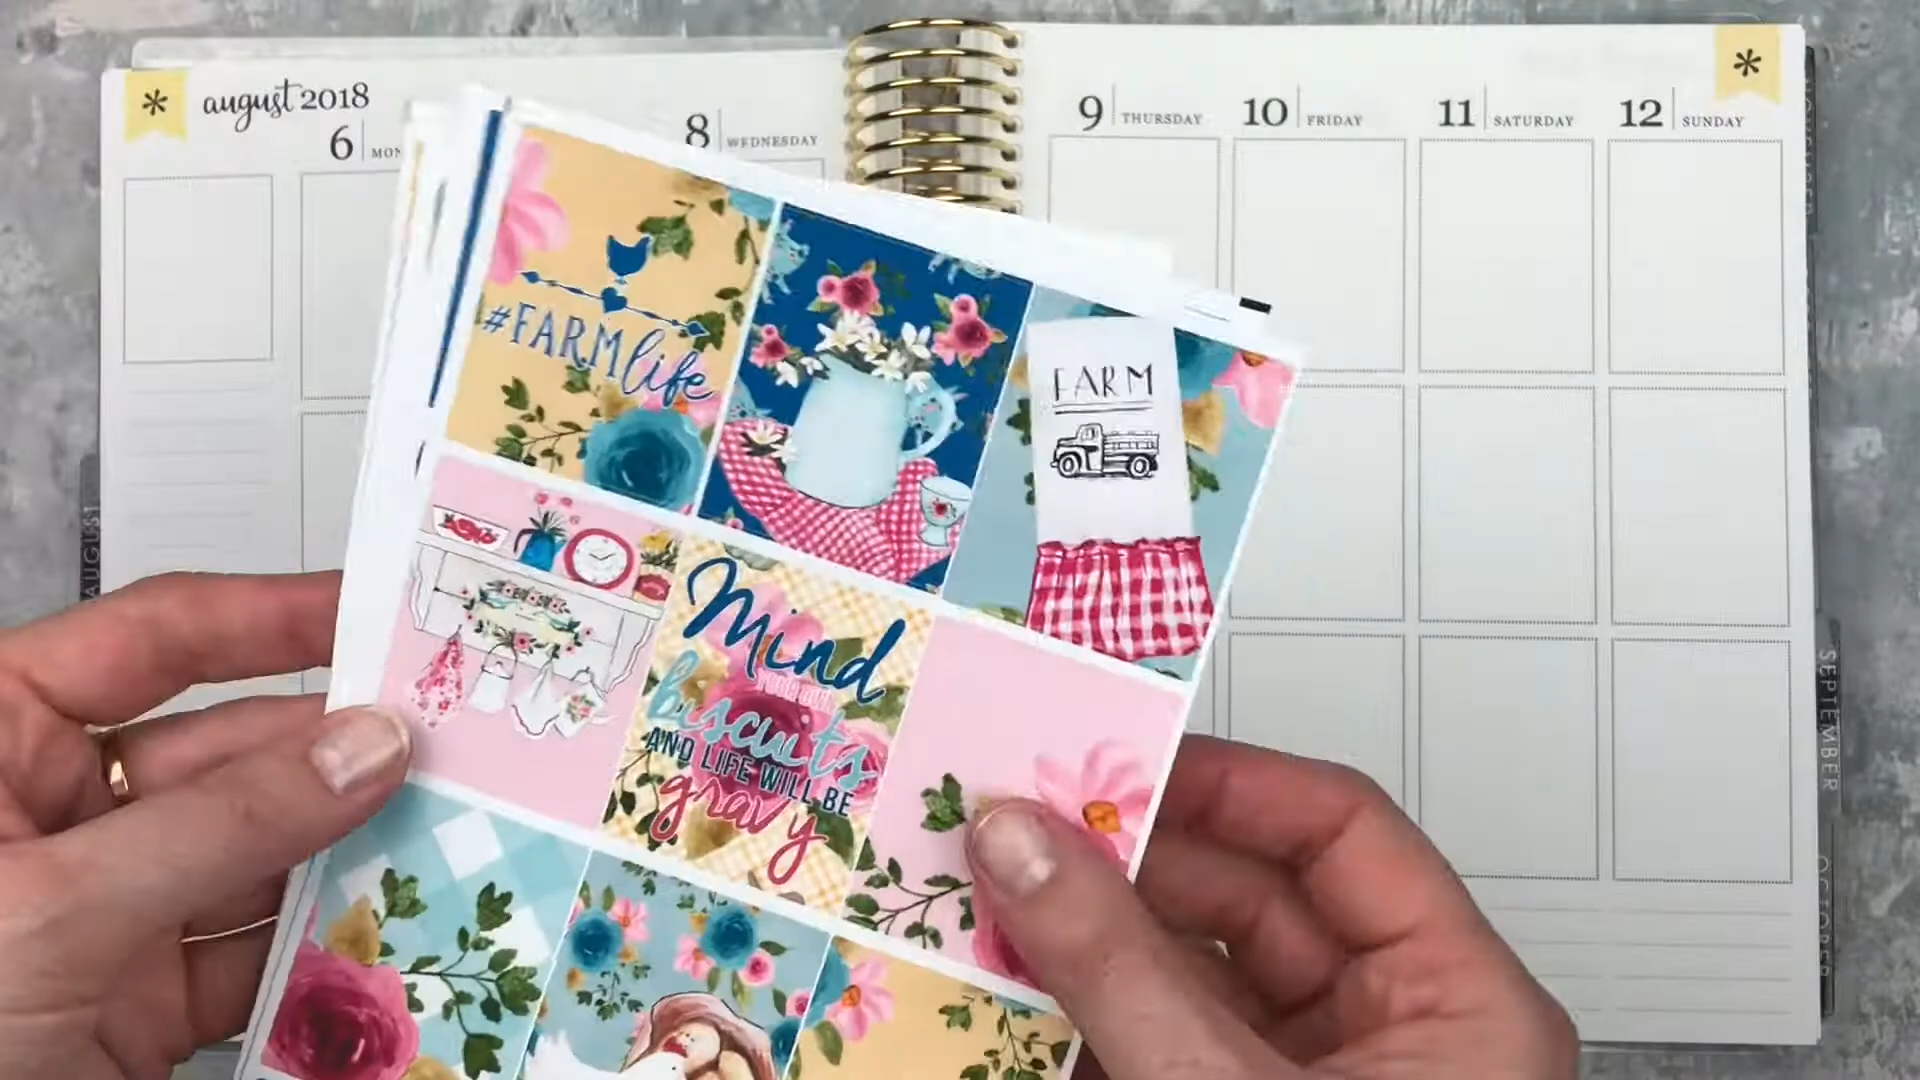 * august 2018 *
6 MON
8 WEDNESDAY
9 THURSDAY
10 FRIDAY
11 SATURDAY
12 SUNDAY
#FARMlife
FARM
Mind
biscuits
AND LIFE WILL BE
gravy
AUGUST
SEPTEMBER
OCTOBER